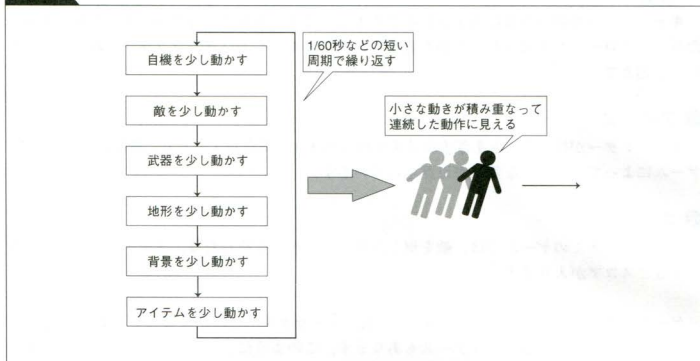 自機を少し動かす
敵を少し動かす
武器を少し動かす
地形を少し動かす
背景を少し動かす
アイテムを少し動かす
1/60秒などの短い
周期で繰り返す
小さな動きが積み重なって
連続した動作に見える